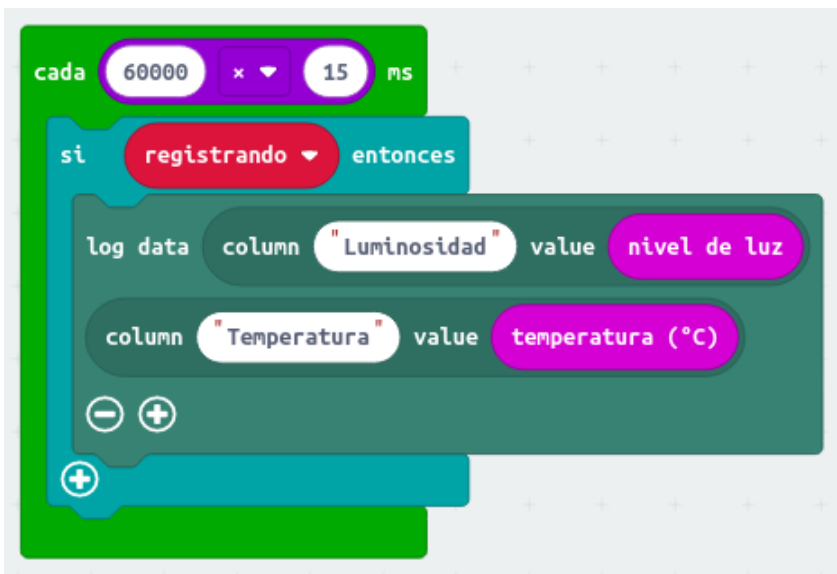 cada 60000 × 15 ms
si registrando entonces
log data column "Luminosidad" value nivel de luz
column "Temperatura" value temperatura (°C)